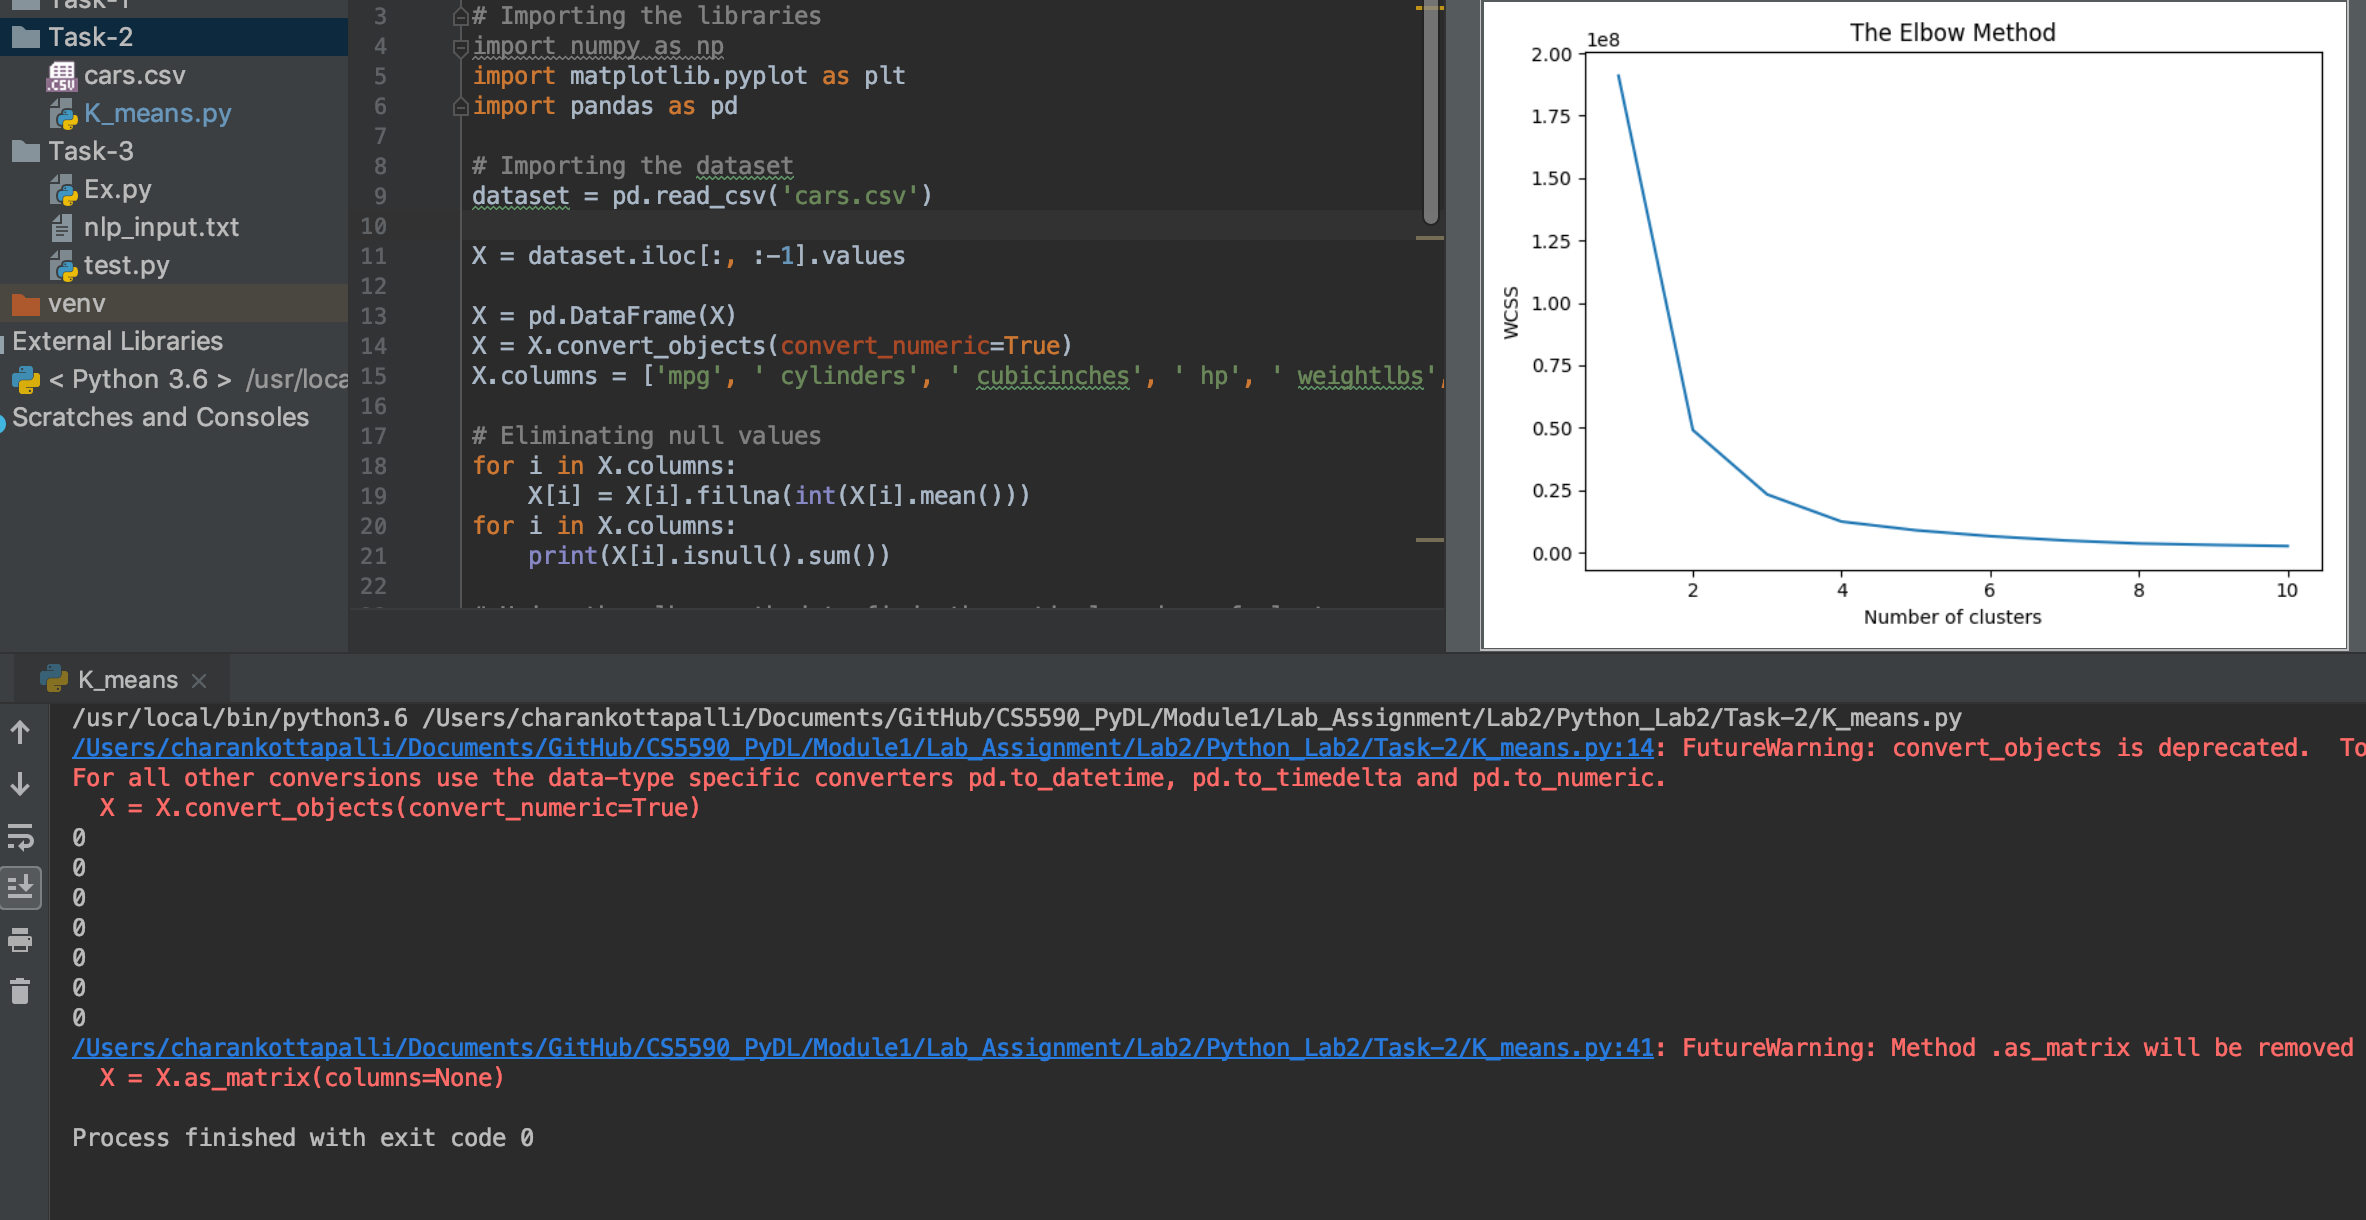 Task-2
cars.csv
K_means.py
Task-3
Ex.py
nlp_input.txt
test.py
venv
External Libraries
< Python 3.6 > /usr/loca
Scratches and Consoles
3 # Importing the libraries
4 import numpy as np
5 import matplotlib.pyplot as plt
6 import pandas as pd
7
8 # Importing the dataset
9 dataset = pd.read_csv('cars.csv')
10
11 X = dataset.iloc[:, :-1].values
12
13 X = pd.DataFrame(X)
14 X = X.convert_objects(convert_numeric=True)
15 X.columns = ['mpg', ' cylinders', ' cubicinches', ' hp', ' weightlbs',
16
17 # Eliminating null values
18 for i in X.columns:
19 X[i] = X[i].fillna(int(X[i].mean()))
20 for i in X.columns:
21 print(X[i].isnull().sum())
22
The Elbow Method
1e8
2.00
1.75
1.50
1.25
1.00
0.75
0.50
0.25
0.00
WCSS
2 4 6 8 10
Number of clusters
K_means
/usr/local/bin/python3.6 /Users/charankottapalli/Documents/GitHub/CS5590_PyDL/Module1/Lab_Assignment/Lab2/Python_Lab2/Task-2/K_means.py
/Users/charankottapalli/Documents/GitHub/CS5590_PyDL/Module1/Lab_Assignment/Lab2/Python_Lab2/Task-2/K_means.py:14: FutureWarning: convert_objects is deprecated. To
For all other conversions use the data-type specific converters pd.to_datetime, pd.to_timedelta and pd.to_numeric.
X = X.convert_objects(convert_numeric=True)
0
0
0
0
0
0
0
/Users/charankottapalli/Documents/GitHub/CS5590_PyDL/Module1/Lab_Assignment/Lab2/Python_Lab2/Task-2/K_means.py:41: FutureWarning: Method .as_matrix will be removed
X = X.as_matrix(columns=None)
Process finished with exit code 0